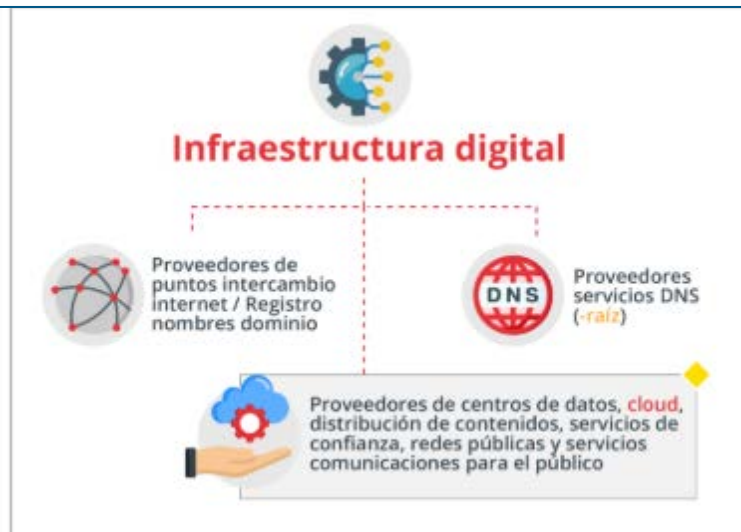 Infraestructura digital
Proveedores de
puntos intercambio
internet / Registro
nombres dominio
DNS
Proveedores
servicios DNS
(-raíz)
Proveedores de centros de datos, cloud,
distribución de contenidos, servicios de
confianza, redes públicas y servicios
comunicaciones para el público